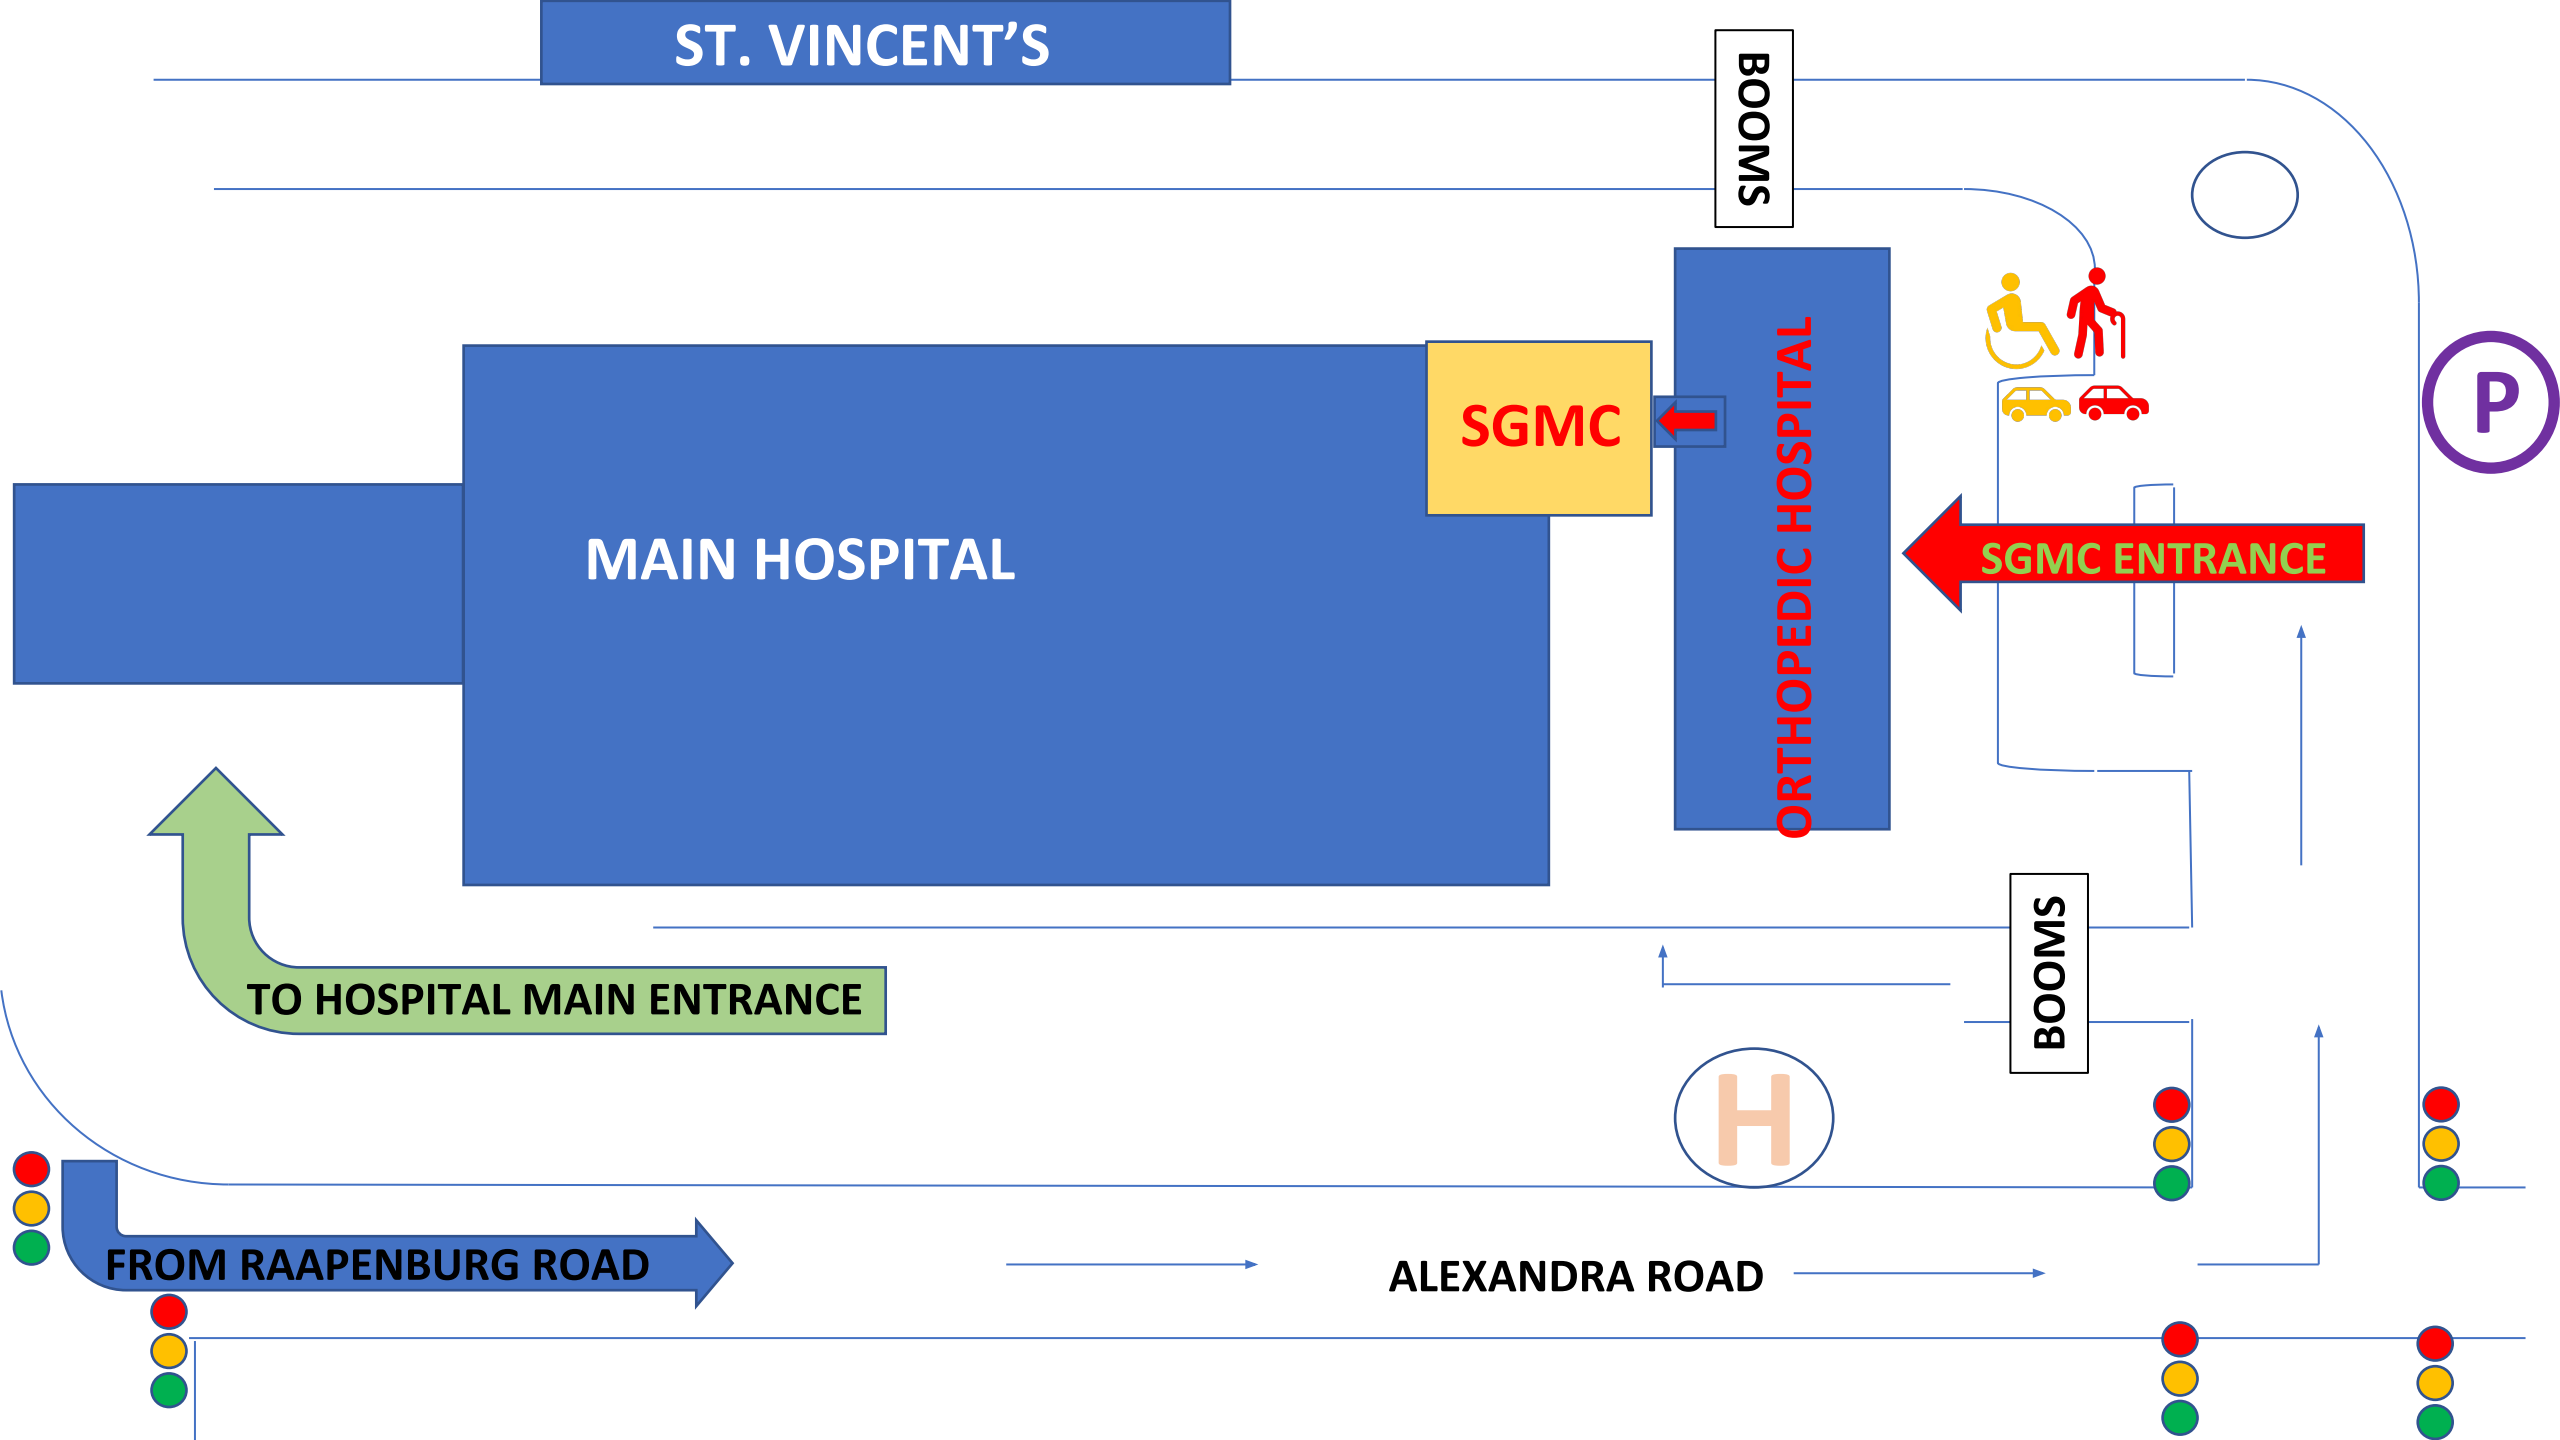 ST. VINCENT’S
BOOMS
SGMC
ORTHOPEDIC HOSPITAL
P
MAIN HOSPITAL
SGMC ENTRANCE
BOOMS
TO HOSPITAL MAIN ENTRANCE
H
FROM RAAPENBURG ROAD
ALEXANDRA ROAD